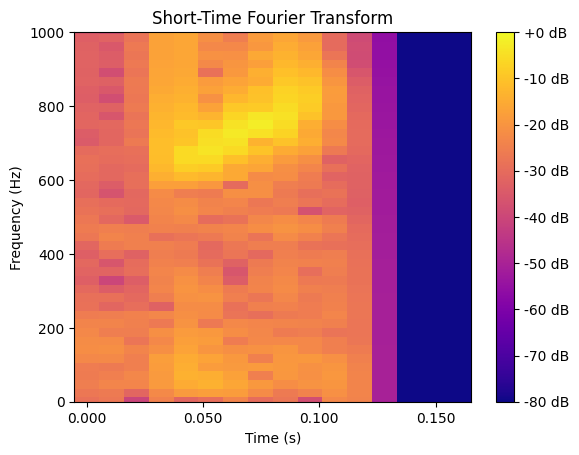 Short-Time Fourier Transform
1000
800
600
400
200
0
Frequency (Hz)
0.000
0.050
0.100
0.150
Time (s)
+0 dB
-10 dB
-20 dB
-30 dB
-40 dB
-50 dB
-60 dB
-70 dB
-80 dB